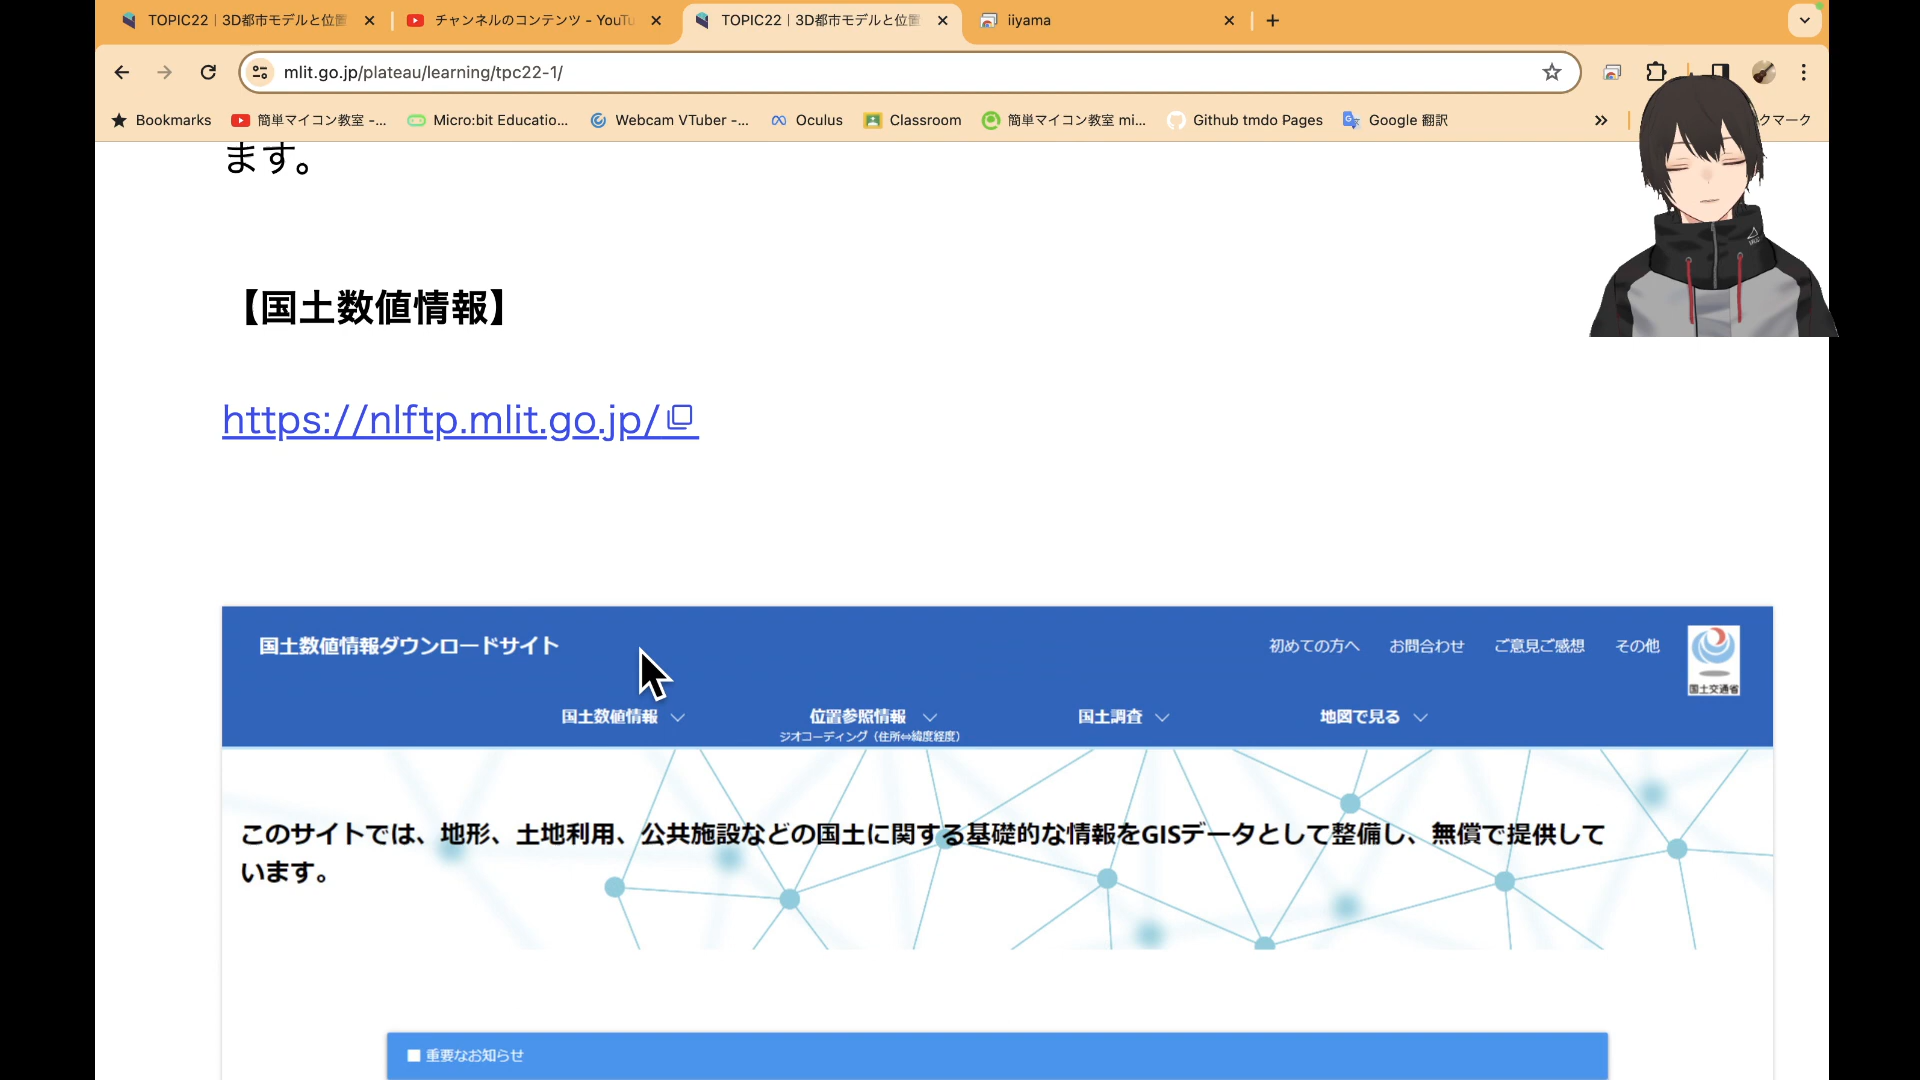 TOPIC22｜3D都市モデルと位置
チャンネルのコンテンツ - YouTu
TOPIC22｜3D都市モデルと位置
iiyama
mlit.go.jp/plateau/learning/tpc22-1/
Bookmarks
簡単マイコン教室 -...
Micro:bit Educatio...
Webcam VTuber -...
Oculus
Classroom
簡単マイコン教室 mi...
Github tmdo Pages
Google 翻訳
クマーク
ます。
【国土数値情報】
https://nlftp.mlit.go.jp/
国土数値情報ダウンロードサイト
初めての方へ
お問合わせ
ご意見ご感想
その他
国土交通省
国土数値情報
位置参照情報
ジオコーディング（住所⇔緯度経度）
国土調査
地図で見る
このサイトでは、地形、土地利用、公共施設などの国土に関する基礎的な情報をGISデータとして整備し、無償で提供して
います。
■ 重要なお知らせ